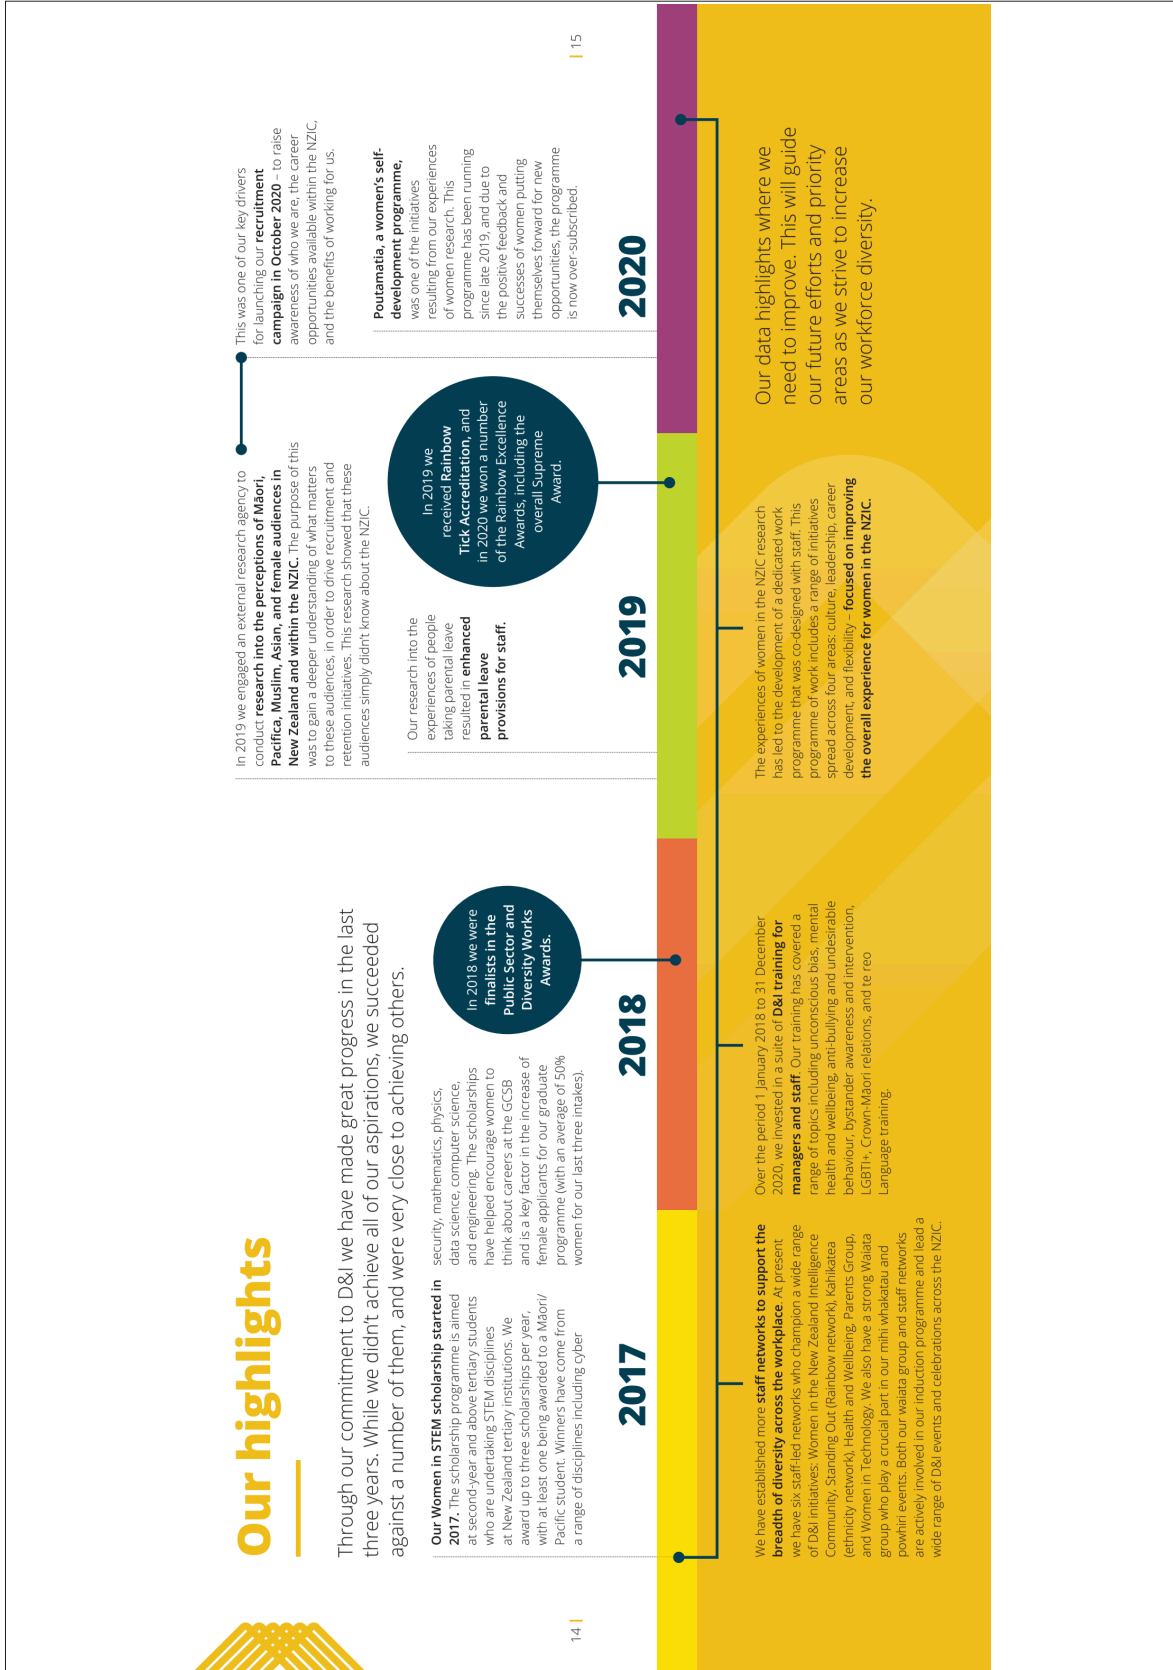 Our highlights
Through our commitment to D&I we have made great progress in the last
three years. While we didn't achieve all of our aspirations, we succeeded
against a number of them, and were very close to achieving others.
Our Women in STEM scholarship started in
2017. The scholarship programme is aimed
at second-year and above tertiary students
who are undertaking STEM disciplines
at New Zealand tertiary institutions. We
award up to three scholarships per year,
with at least one being awarded to a Māori/
Pacific student. Winners have come from
a range of disciplines including cyber
security, mathematics, physics,
data science, computer science,
and engineering. The scholarships
have helped encourage women to
think about careers at the GCSB
and is a key factor in the increase of
female applicants for our graduate
programme (with an average of 50%
women for our last three intakes).
In 2018 we were
finalists in the
Public Sector and
Diversity Works
Awards.
In 2019 we engaged an external research agency to
conduct research into the perceptions of Māori,
Pacifica, Muslim, Asian, and female audiences in
New Zealand and within the NZIC. The purpose of this
was to gain a deeper understanding of what matters
to these audiences, in order to drive recruitment and
retention initiatives. This research showed that these
audiences simply didn't know about the NZIC.
Our research into the
experiences of people
taking parental leave
resulted in enhanced
parental leave
provisions for staff.
In 2019 we
received Rainbow
Tick Accreditation, and
in 2020 we won a number
of the Rainbow Excellence
Awards, including the
overall Supreme
Award.
This was one of our key drivers
for launching our recruitment
campaign in October 2020 – to raise
awareness of who we are, the career
opportunities available within the NZIC,
and the benefits of working for us.
Poutamatia, a women's self-
development programme,
was one of the initiatives
resulting from our experiences
of women research. This
programme has been running
since late 2019, and due to
the positive feedback and
successes of women putting
themselves forward for new
opportunities, the programme
is now over-subscribed.
2017
2018
2019
2020
We have established more staff networks to support the
breadth of diversity across the workplace. At present
we have six staff-led networks who champion a wide range
of D&I initiatives: Women in the New Zealand Intelligence
Community, Standing Out (Rainbow network), Kahikatea
(ethnicity network), Health and Wellbeing, Parents Group,
and Women in Technology. We also have a strong Waiata
group who play a crucial part in our mihi whakatau and
powhiri events. Both our waiata group and staff networks
are actively involved in our induction programme and lead a
wide range of D&I events and celebrations across the NZIC.
Over the period 1 January 2018 to 31 December
2020, we invested in a suite of D&I training for
managers and staff. Our training has covered a
range of topics including unconscious bias, mental
health and wellbeing, anti-bullying and undesirable
behaviour, bystander awareness and intervention,
LGBTI+, Crown-Māori relations, and te reo
Language training.
The experiences of women in the NZIC research
has led to the development of a dedicated work
programme that was co-designed with staff. This
programme of work includes a range of initiatives
spread across four areas: culture, leadership, career
development, and flexibility – focused on improving
the overall experience for women in the NZIC.
Our data highlights where we
need to improve. This will guide
our future efforts and priority
areas as we strive to increase
our workforce diversity.
14 |
| 15